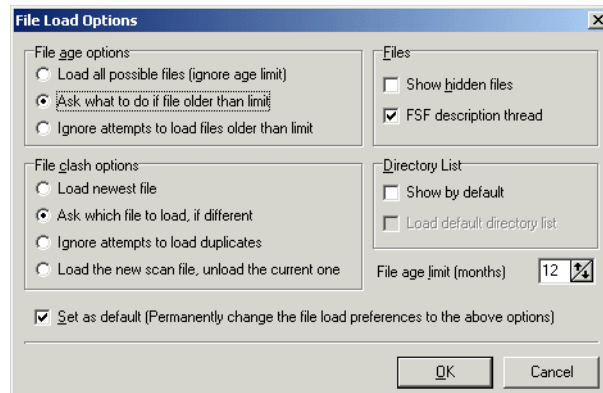 File Load Options
File age options
Load all possible files (ignore age limit)
Ask what to do if file older than limit
Ignore attempts to load files older than limit
Files
Show hidden files
FSF description thread
File clash options
Load newest file
Ask which file to load, if different
Ignore attempts to load duplicates
Load the new scan file, unload the current one
Directory List
Show by default
Load default directory list
File age limit (months) 12
Set as default (Permanently change the file load preferences to the above options)
OK Cancel